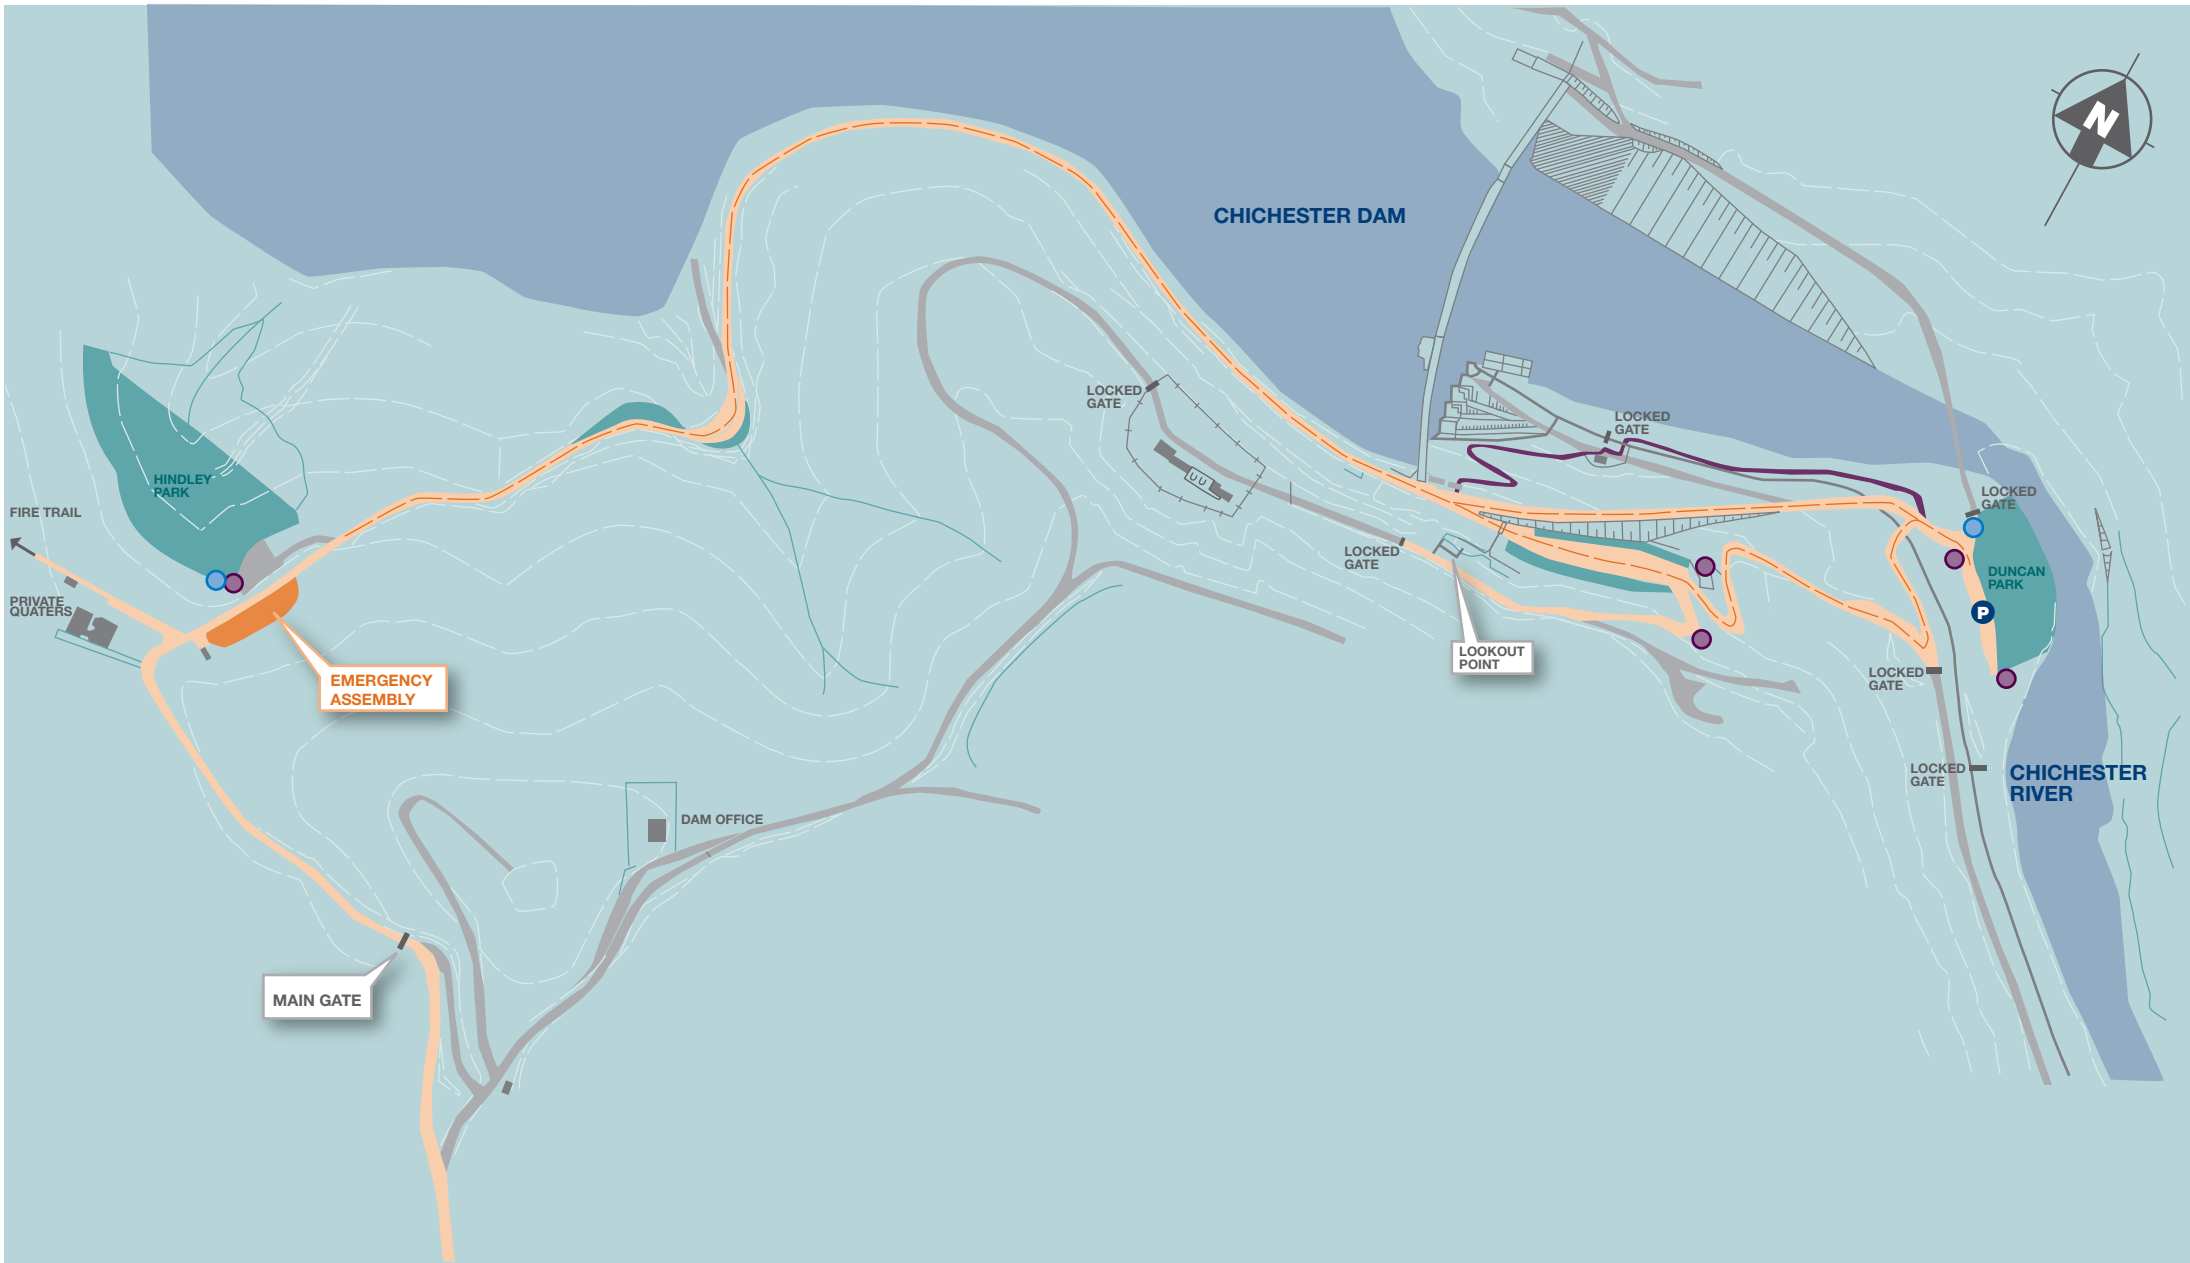 N
CHICHESTER DAM
LOCKED
GATE
LOCKED
GATE
HINDLEY
PARK
LOCKED
GATE
FIRE TRAIL
LOCKED
GATE
DUNCAN
PARK
PRIVATE
QUATERS
P
LOOKOUT
POINT
EMERGENCY
ASSEMBLY
LOCKED
GATE
LOCKED
GATE
CHICHESTER
RIVER
DAM OFFICE
MAIN GATE